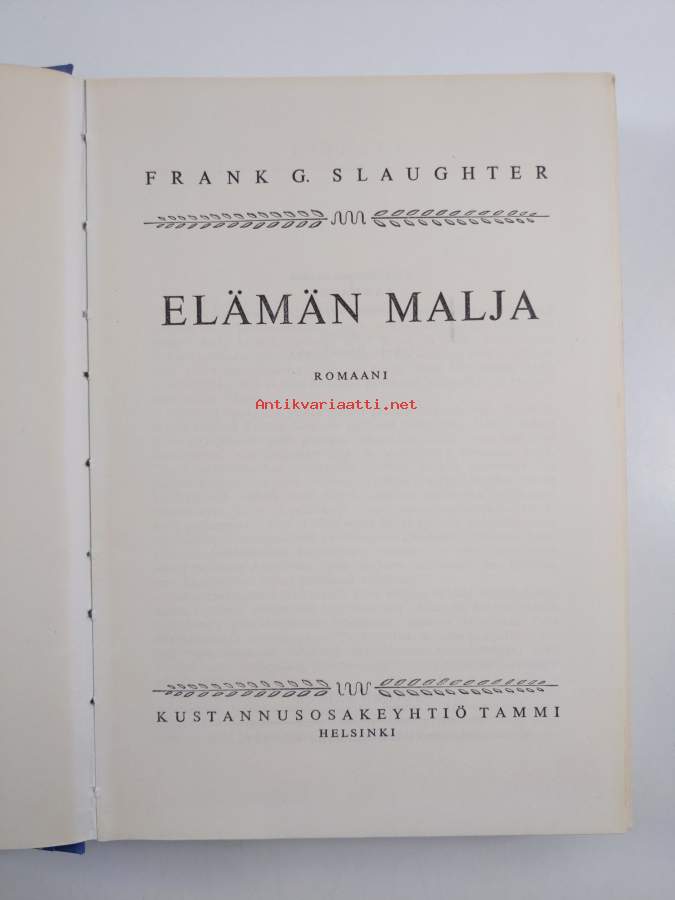 FRANK G. SLAUGHTER
ELÄMÄN MALJA
ROMAANI
Antikvariaatti.net
KUSTANNUSOSAKEYHTIÖ TAMMI
HELSINKI